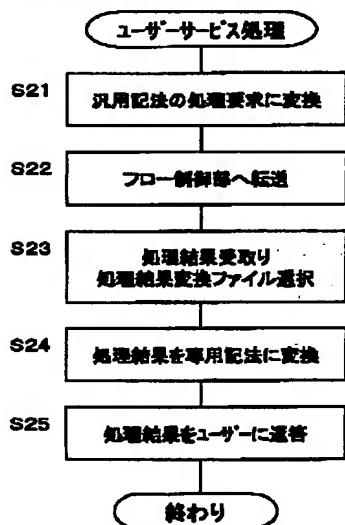 ユーザーサービス処理
S21
汎用記法の処理要求に変換
S22
フロー制御部へ転送
S23
処理結果受取り
処理結果変換ファイル選択
S24
処理結果を専用記法に変換
S25
処理結果をユーザーに返答
終わり